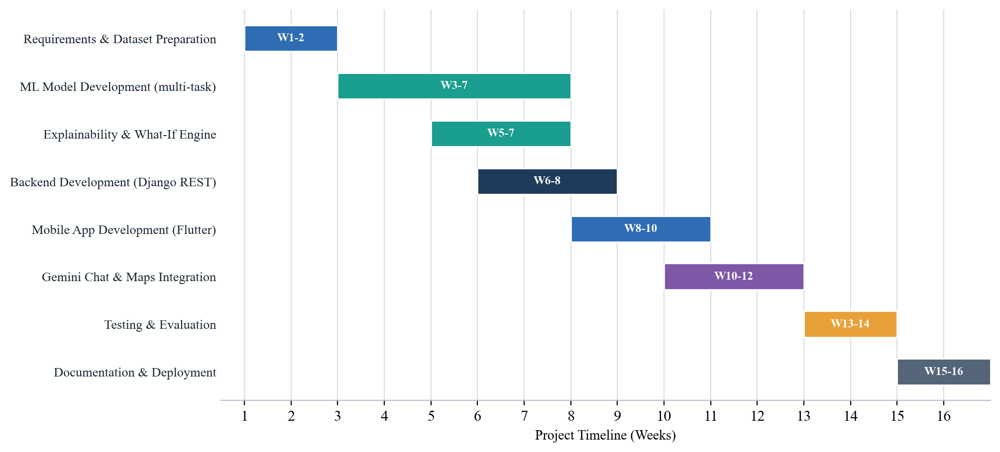 Requirements & Dataset Preparation
W1-2
ML Model Development (multi-task)
W3-7
Explainability & What-If Engine
W5-7
Backend Development (Django REST)
W6-8
Mobile App Development (Flutter)
W8-10
Gemini Chat & Maps Integration
W10-12
Testing & Evaluation
W13-14
Documentation & Deployment
W15-16
1 2 3 4 5 6 7 8 9 10 11 12 13 14 15 16
Project Timeline (Weeks)